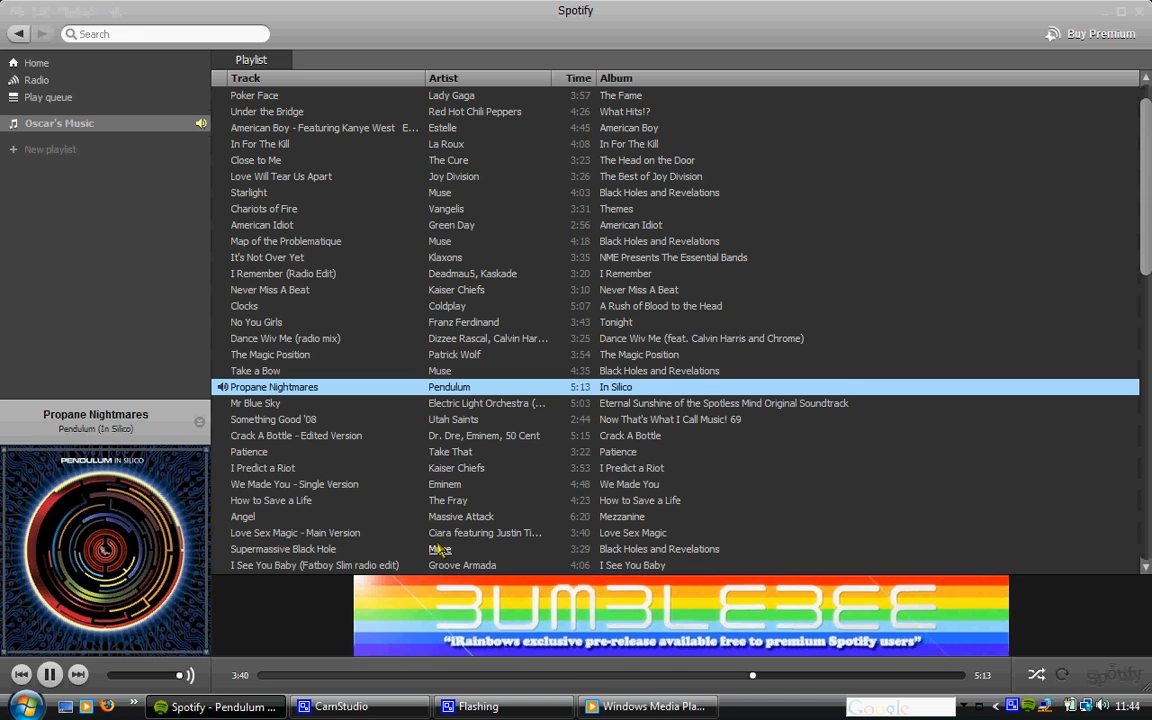 Spotify
Search
Buy Premium
Home
Radio
Play queue
Oscar's Music
New playlist
Playlist
Track Artist Time Album
Poker Face Lady Gaga 3:57 The Fame
Under the Bridge Red Hot Chili Peppers 4:26 What Hits!?
American Boy - Featuring Kanye West E... Estelle 4:45 American Boy
In For The Kill La Roux 4:08 In For The Kill
Close to Me The Cure 3:23 The Head on the Door
Love Will Tear Us Apart Joy Division 3:26 The Best of Joy Division
Starlight Muse 4:03 Black Holes and Revelations
Chariots of Fire Vangelis 3:31 Themes
American Idiot Green Day 2:56 American Idiot
Map of the Problematique Muse 4:18 Black Holes and Revelations
It's Not Over Yet Klaxons 3:35 NME Presents The Essential Bands
I Remember (Radio Edit) Deadmau5, Kaskade 3:20 I Remember
Never Miss A Beat Kaiser Chiefs 3:10 Never Miss A Beat
Clocks Coldplay 5:07 A Rush of Blood to the Head
No You Girls Franz Ferdinand 3:43 Tonight
Dance Wiv Me (radio mix) Dizzee Rascal, Calvin Har... 3:25 Dance Wiv Me (feat. Calvin Harris and Chrome)
The Magic Position Patrick Wolf 3:54 The Magic Position
Take a Bow Muse 4:35 Black Holes and Revelations
Propane Nightmares Pendulum 5:13 In Silico
Mr Blue Sky Electric Light Orchestra (... 5:03 Eternal Sunshine of the Spotless Mind Original Soundtrack
Something Good '08 Utah Saints 2:44 Now That's What I Call Music! 69
Crack A Bottle - Edited Version Dr. Dre, Eminem, 50 Cent 5:15 Crack A Bottle
Patience Take That 3:22 Patience
I Predict a Riot Kaiser Chiefs 3:53 I Predict a Riot
We Made You - Single Version Eminem 4:48 We Made You
How to Save a Life The Fray 4:23 How to Save a Life
Angel Massive Attack 6:20 Mezzanine
Love Sex Magic - Main Version Ciara featuring Justin Ti... 3:40 Love Sex Magic
Supermassive Black Hole Muse 3:29 Black Holes and Revelations
I See You Baby (Fatboy Slim radio edit) Groove Armada 4:06 I See You Baby
Propane Nightmares
Pendulum (In Silico)
PENDULUM IN SILICO
BUMBLEBEE
“iRainbows exclusive pre-release available free to premium Spotify users”
3:40 5:13
Spotify
Spotify - Pendulum ... CamStudio Flashing Windows Media Pla... Google 11:44